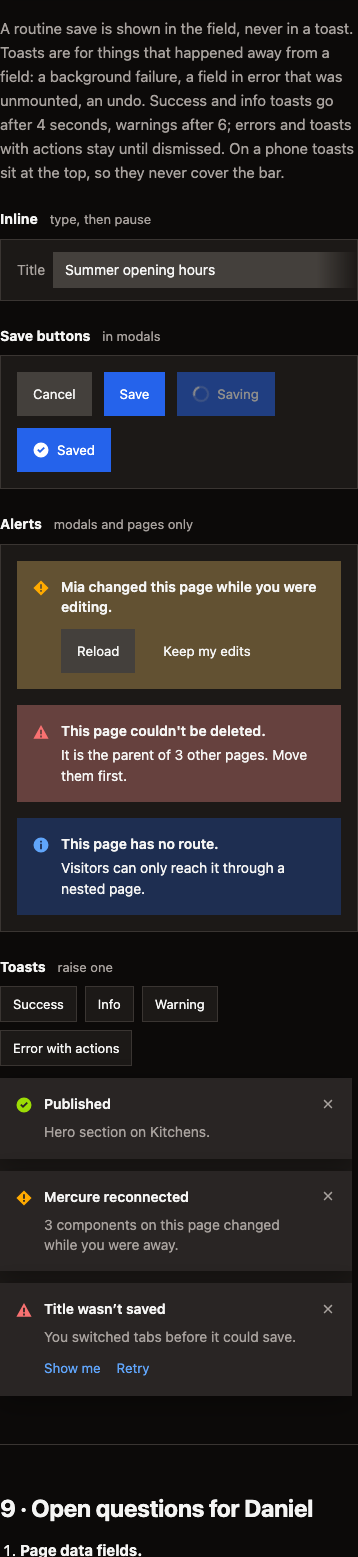 A routine save is shown in the field, never in a toast.
Toasts are for things that happened away from a
field: a background failure, a field in error that was
unmounted, an undo. Success and info toasts go
after 4 seconds, warnings after 6; errors and toasts
with actions stay until dismissed. On a phone toasts
sit at the top, so they never cover the bar.
Inline type, then pause
Title Summer opening hours
Save buttons in modals
Cancel Save Saving
Saved
Alerts modals and pages only
Mia changed this page while you were
editing.
Reload Keep my edits
This page couldn't be deleted.
It is the parent of 3 other pages. Move
them first.
This page has no route.
Visitors can only reach it through a
nested page.
Toasts raise one
Success Info Warning
Error with actions
Published
Hero section on Kitchens.
Mercure reconnected
3 components on this page changed
while you were away.
Title wasn’t saved
You switched tabs before it could save.
Show me Retry
9 · Open questions for Daniel
1. Page data fields.